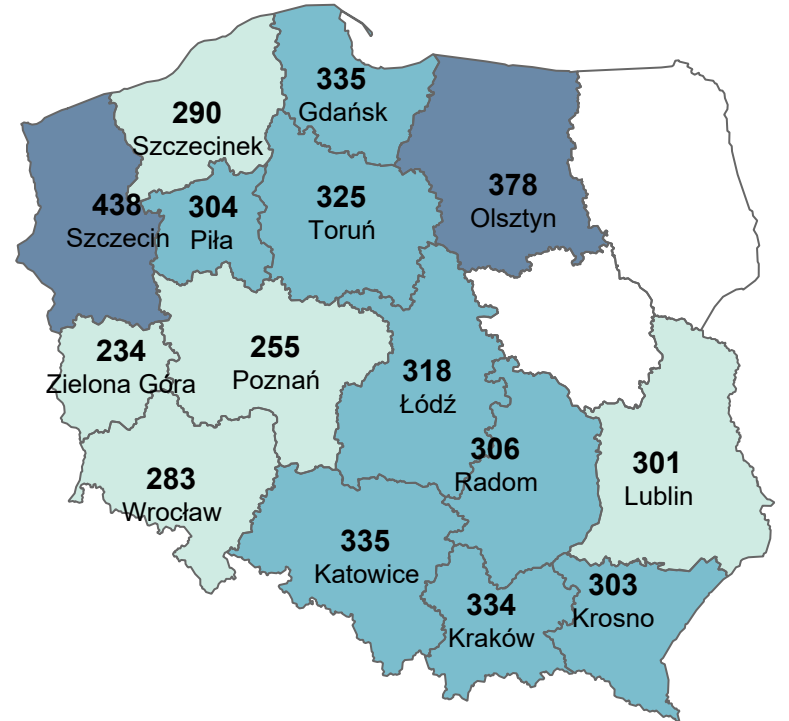 335
Gdańsk
290
Szczecinek
378
Olsztyn
325
Toruń
438
Szczecin
304
Piła
234
Zielona Góra
255
Poznań
318
Łódź
306
Radom
301
Lublin
283
Wrocław
335
Katowice
334
Kraków
303
Krosno